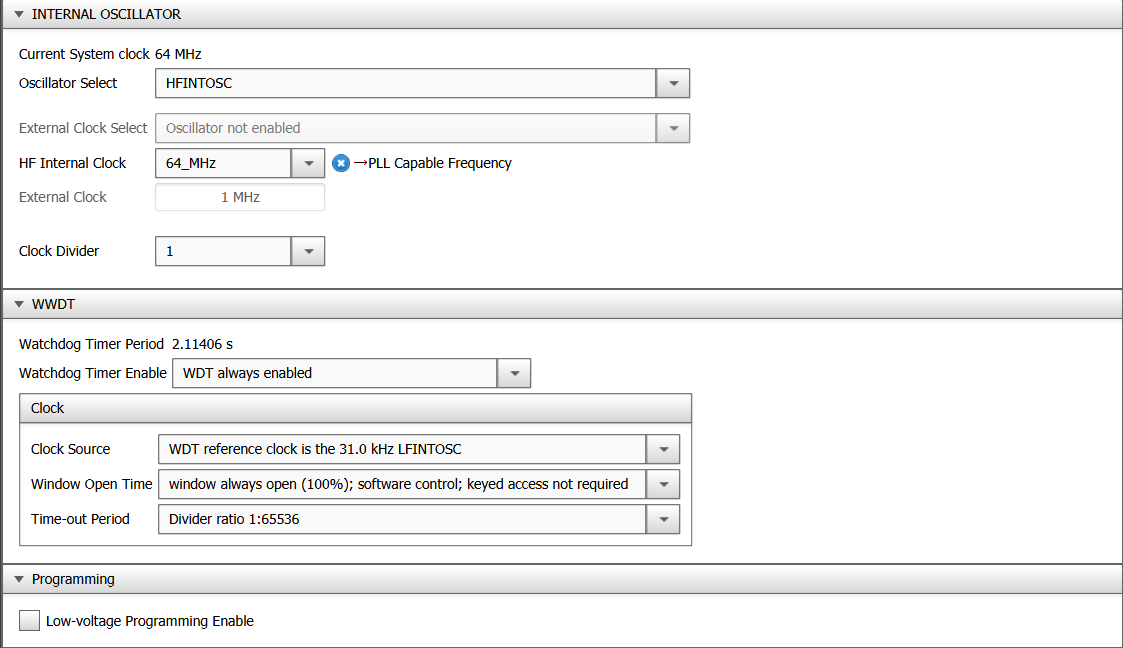 INTERNAL OSCILLATOR
Current System clock 64 MHz
Oscillator Select HFINTOSC
External Clock Select Oscillator not enabled
HF Internal Clock 64_MHz →PLL Capable Frequency
External Clock 1 MHz
Clock Divider 1
WWDT
Watchdog Timer Period 2.11406 s
Watchdog Timer Enable WDT always enabled
Clock
Clock Source WDT reference clock is the 31.0 kHz LFINTOSC
Window Open Time window always open (100%); software control; keyed access not required
Time-out Period Divider ratio 1:65536
Programming
Low-voltage Programming Enable